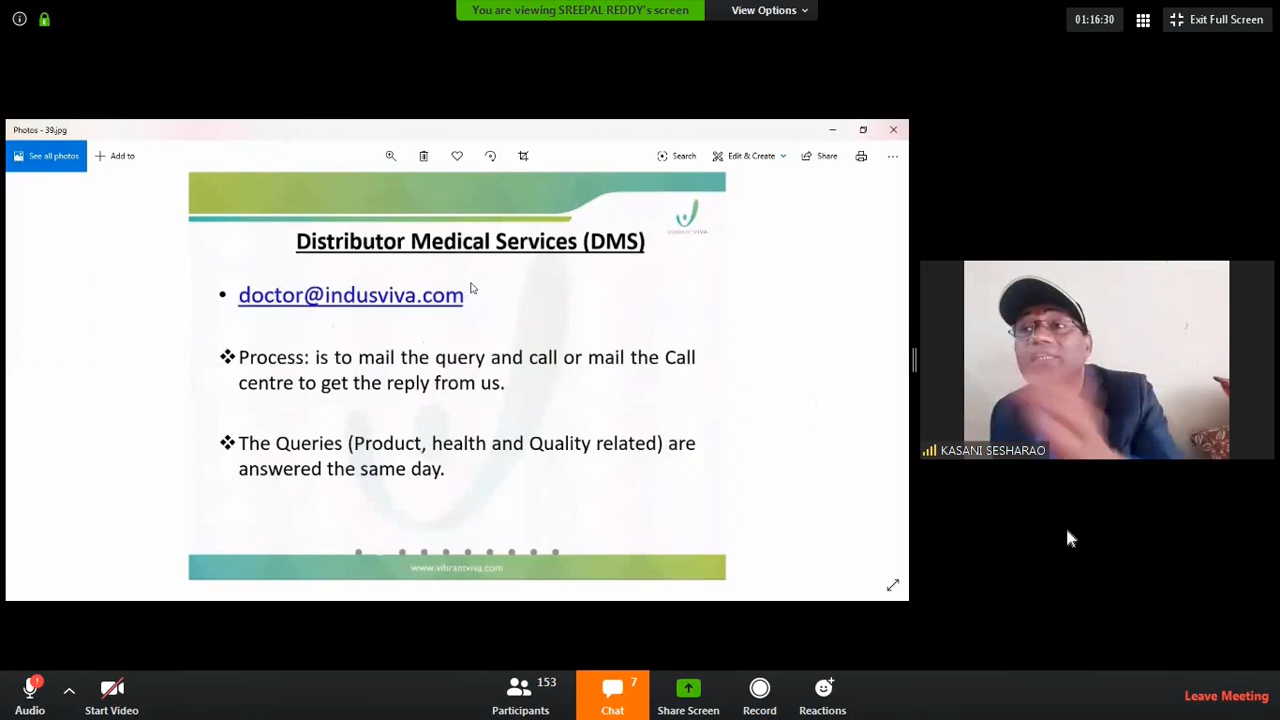 You are viewing SREEPAL REDDY's screen
View Options
01:16:30
Exit Full Screen
Photos - 39.jpg
See all photos
Add to
Search
Edit & Create
Share
VIBRANTVIVA
Distributor Medical Services (DMS)
• doctor@indusviva.com
❖Process: is to mail the query and call or mail the Call
centre to get the reply from us.
❖The Queries (Product, health and Quality related) are
answered the same day.
www.vibrantviva.com
KASANI SESHARAO
Audio
Start Video
Participants
153
Chat
7
Share Screen
Record
Reactions
Leave Meeting